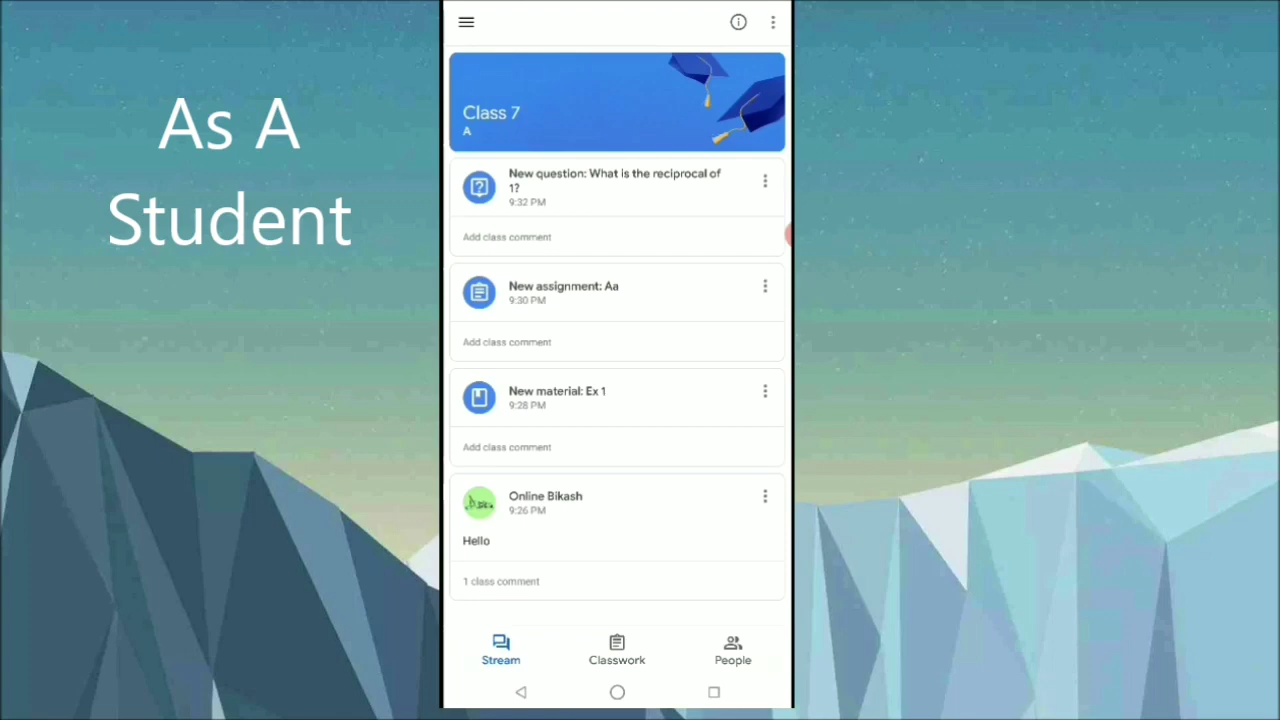 As A
Student
Class 7
A
New question: What is the reciprocal of
1?
9:32 PM
Add class comment
New assignment: Aa
9:30 PM
Add class comment
New material: Ex 1
9:28 PM
Add class comment
Online Bikash
9:26 PM
Hello
1 class comment
Stream
Classwork
People